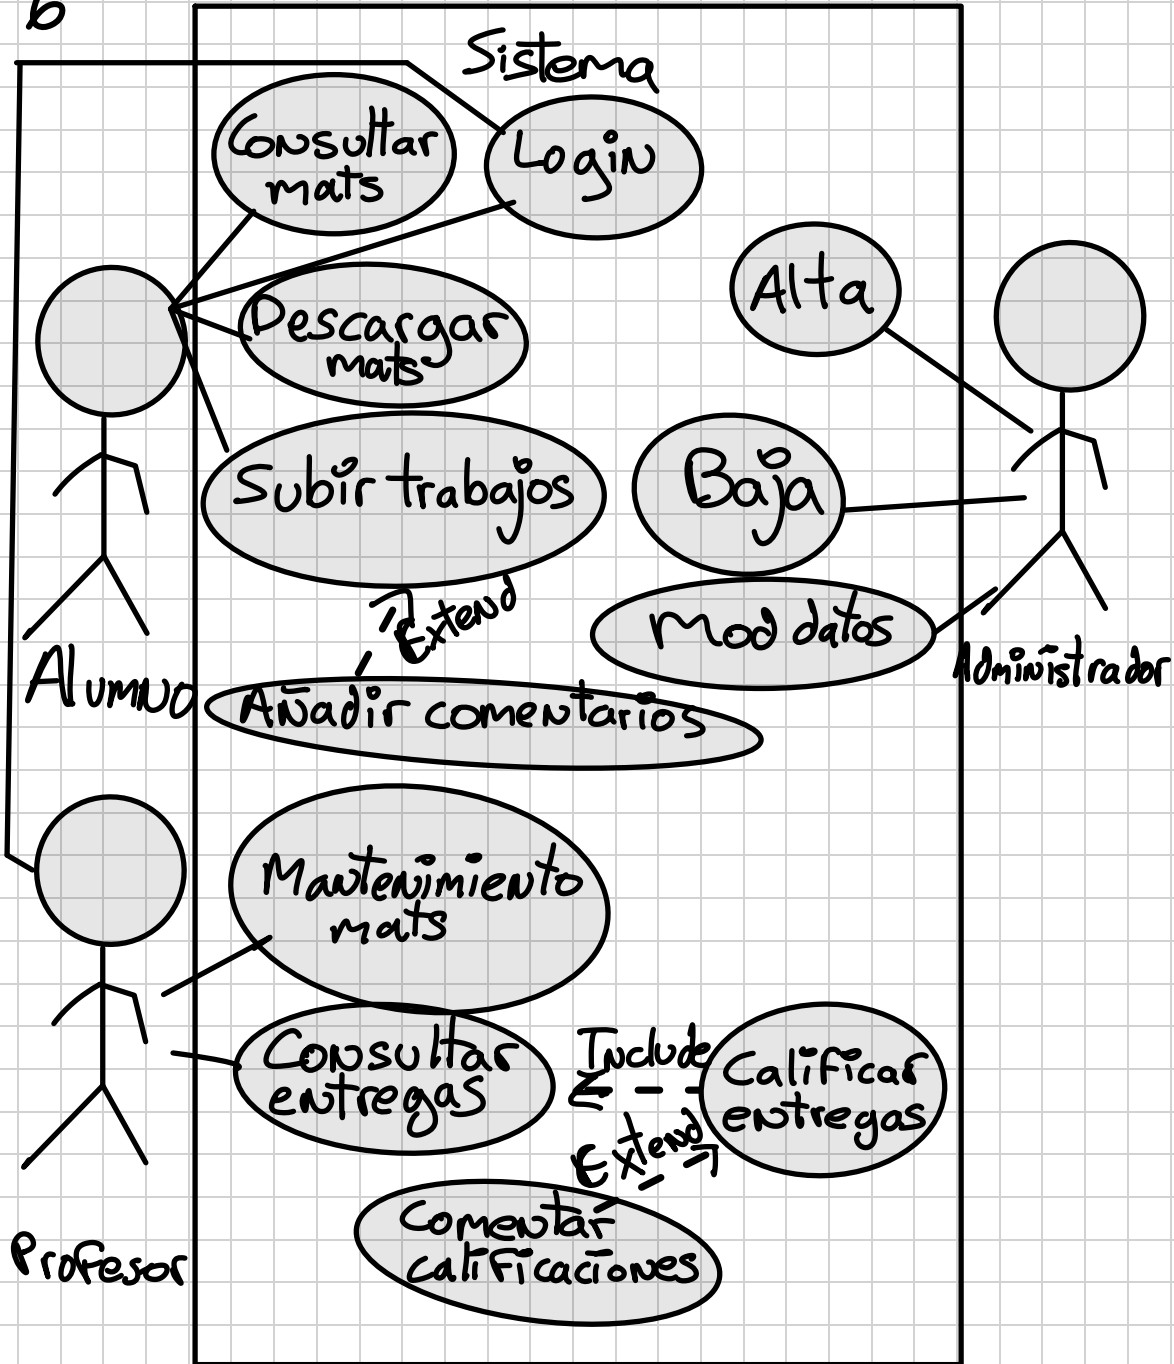 b
Sistema
Consultar
mats
Login
Alta
Descargar
mats
Subir trabajos
Baja
Extend
Mod datos
Alumno
Administrador
Añadir comentarios
Mantenimiento
mats
Consultar
entregas
Include
Calificar
entregas
Extend
Comentar
calificaciones
Profesor